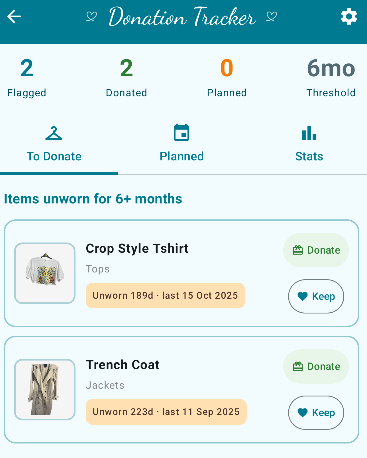 Donation Tracker
2
2
0
6mo
Flagged
Donated
Planned
Threshold
To Donate
Planned
Stats
Items unworn for 6+ months
Crop Style Tshirt
Tops
Unworn 189d · last 15 Oct 2025
Donate
Keep
Trench Coat
Jackets
Unworn 223d · last 11 Sep 2025
Donate
Keep